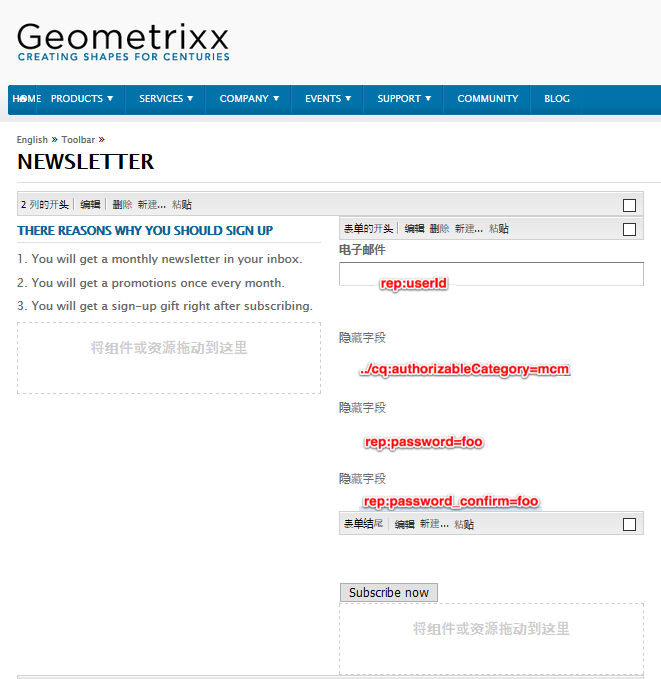 Geometrixx
CREATING SHAPES FOR CENTURIES
HOME PRODUCTS SERVICES COMPANY EVENTS SUPPORT COMMUNITY BLOG
English » Toolbar »
NEWSLETTER
2 列的开头 编辑 删除 新建... 粘贴
THERE REASONS WHY YOU SHOULD SIGN UP
1. You will get a monthly newsletter in your inbox.
2. You will get a promotions once every month.
3. You will get a sign-up gift right after subscribing.
将组件或资源拖动到这里
表单的开头 编辑 删除 新建... 粘贴
电子邮件
rep:userId
隐藏字段
../cq:authorizableCategory=mcm
隐藏字段
rep:password=foo
隐藏字段
rep:password_confirm=foo
表单结尾 编辑 新建... 粘贴
Subscribe now
将组件或资源拖动到这里